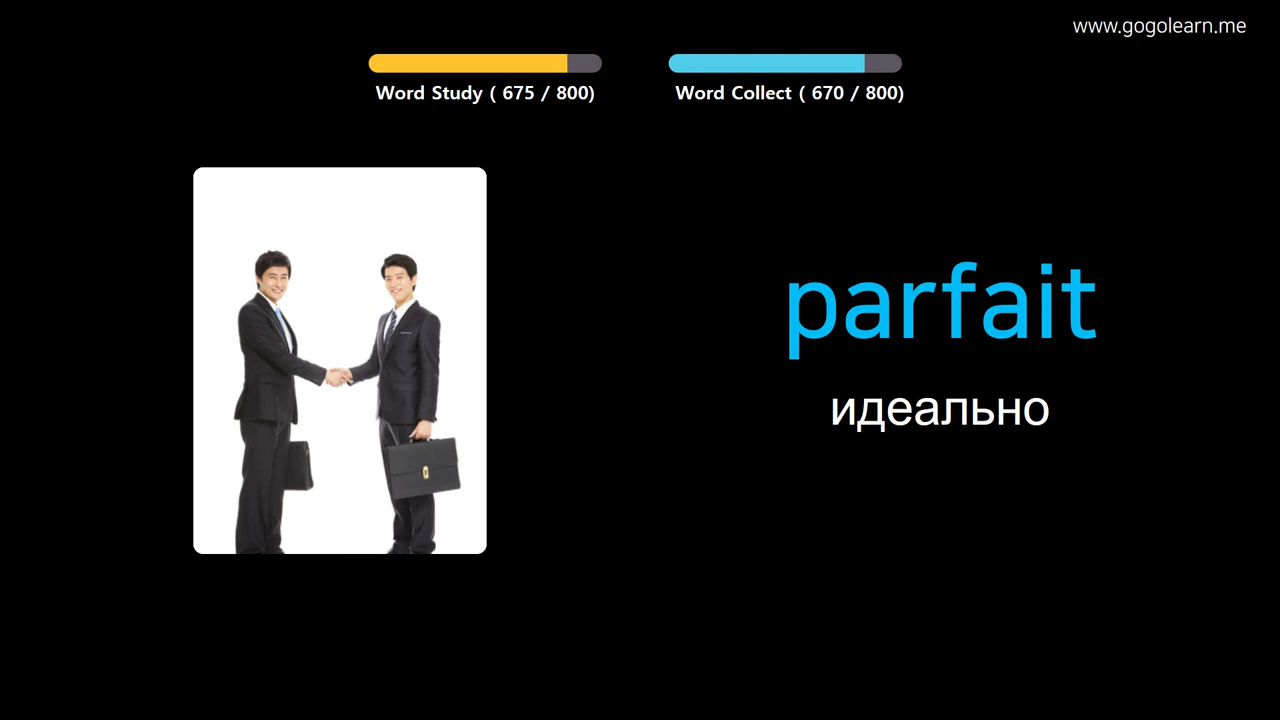 www.gogolearn.me
Word Study ( 675 / 800)
Word Collect ( 670 / 800)
parfait
идеально